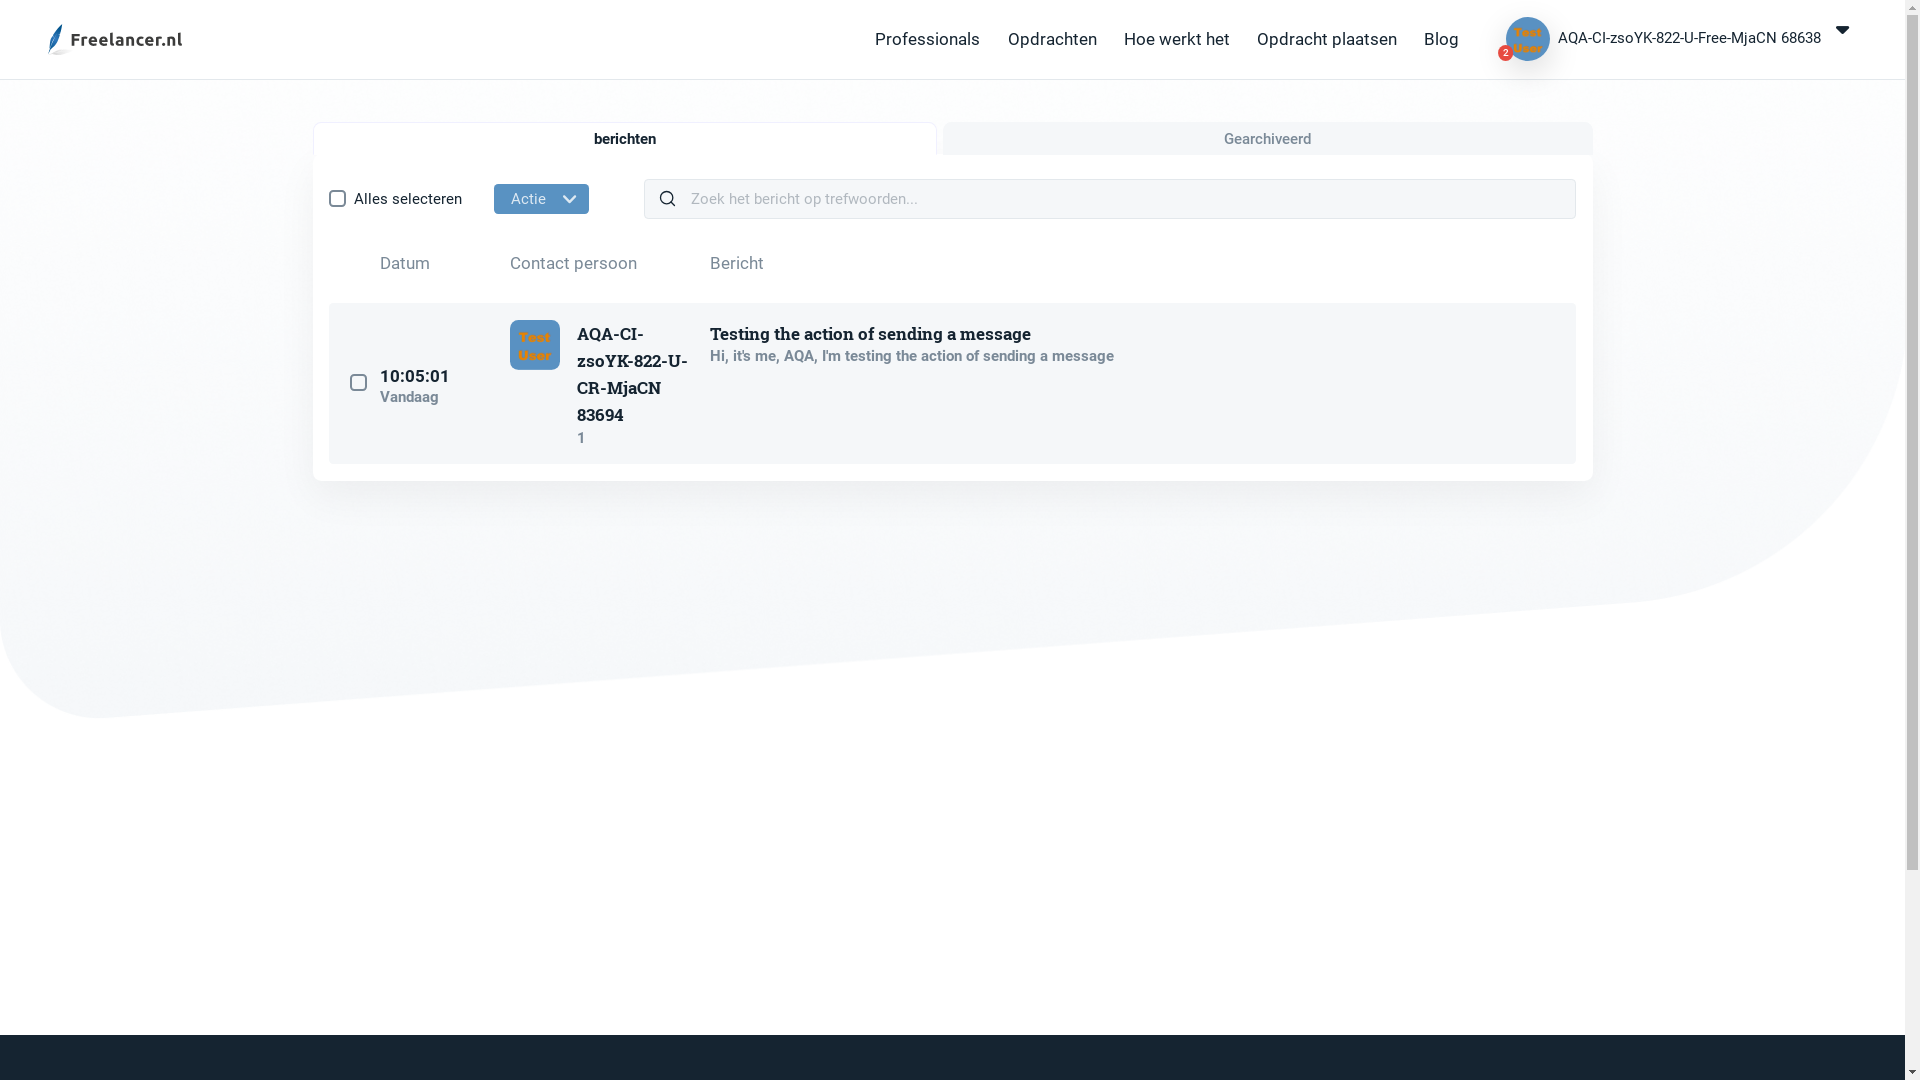 Freelancer.nl
Professionals
Opdrachten
Hoe werkt het
Opdracht plaatsen
Blog
Test
User
2
AQA-CI-zsoYK-822-U-Free-MjaCN 68638
berichten
Gearchiveerd
Alles selecteren
Actie
Zoek het bericht op trefwoorden...
Datum
Contact persoon
Bericht
10:05:01
Vandaag
Test
User
AQA-CI-
zsoYK-822-U-
CR-MjaCN
83694
1
Testing the action of sending a message
Hi, it's me, AQA, I'm testing the action of sending a message